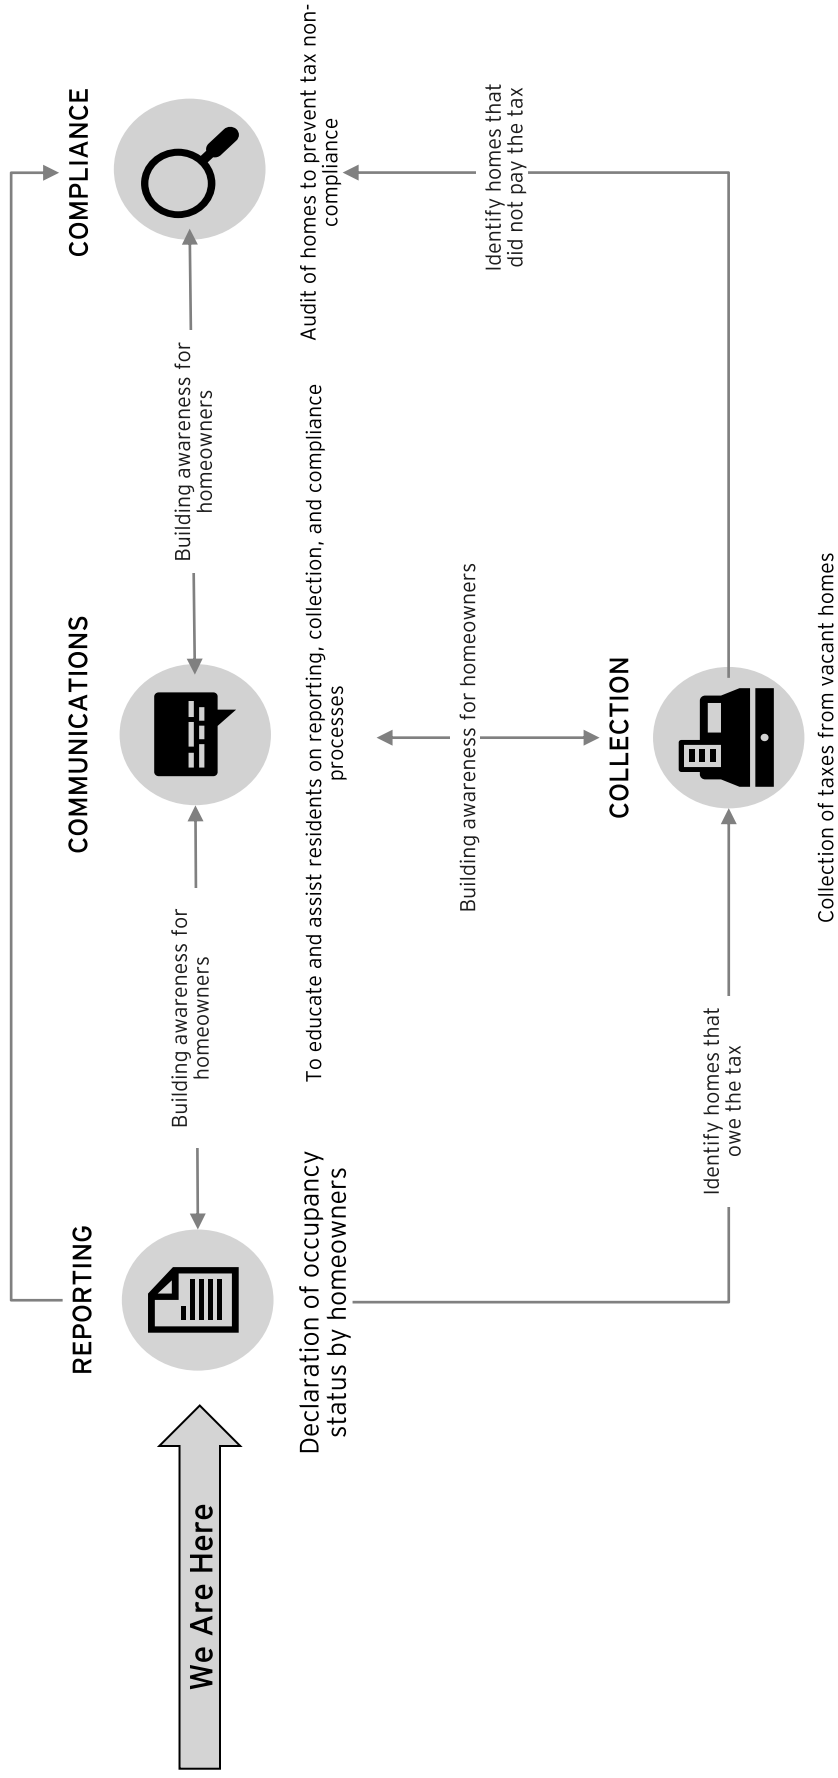 We Are Here
REPORTING
Declaration of occupancy
status by homeowners
Building awareness for
homeowners
COMMUNICATIONS
To educate and assist residents on reporting, collection, and compliance
processes
Building awareness for
homeowners
COMPLIANCE
Audit of homes to prevent tax non-
compliance
Building awareness for homeowners
Identify homes that
did not pay the tax
Identify homes that
owe the tax
COLLECTION
Collection of taxes from vacant homes